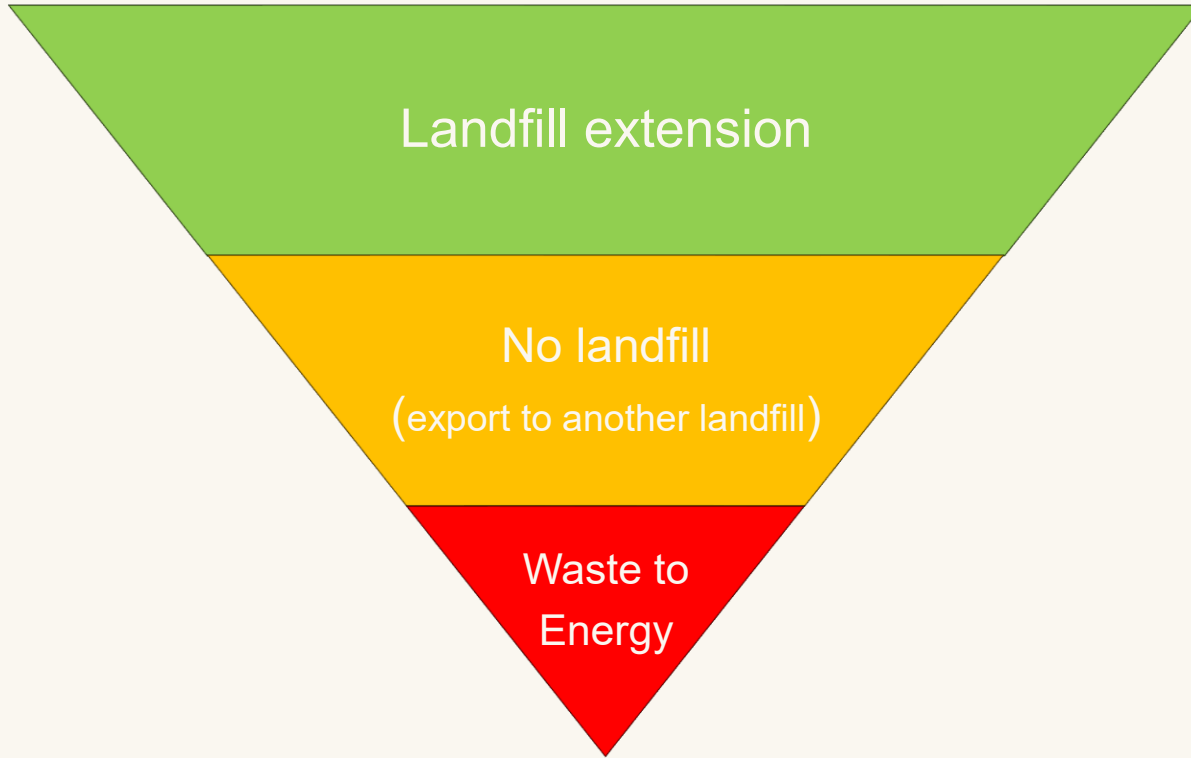 Landfill extension
No landfill
(export to another landfill)
Waste to
Energy